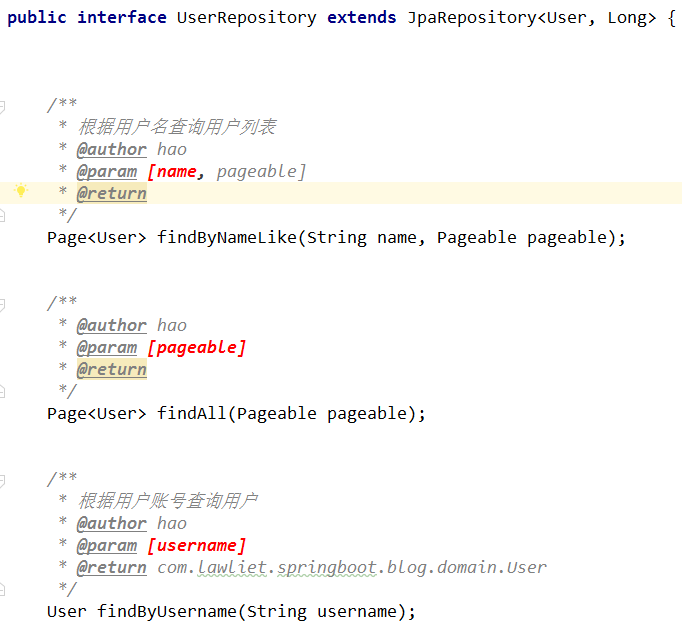 public interface UserRepository extends JpaRepository<User, Long> {
/**
* 根据用户名查询用户列表
* @author hao
* @param [name, pageable]
* @return
*/
Page<User> findByNameLike(String name, Pageable pageable);
/**
* @author hao
* @param [pageable]
* @return
*/
Page<User> findAll(Pageable pageable);
/**
* 根据用户账号查询用户
* @author hao
* @param [username]
* @return com.lawliet.springboot.blog.domain.User
*/
User findByUsername(String username);